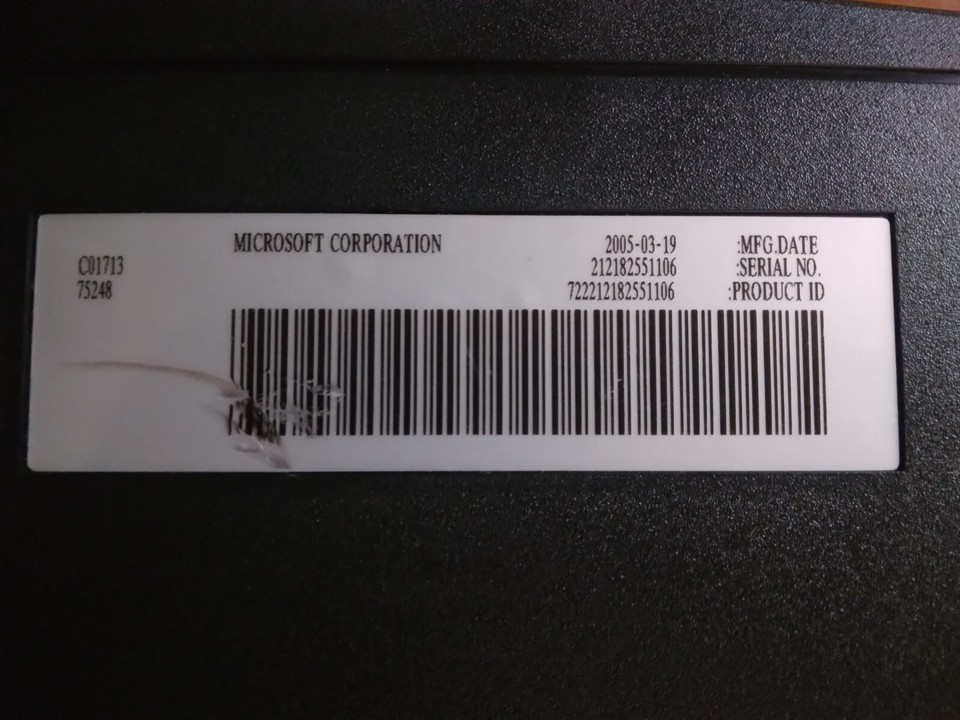 MICROSOFT CORPORATION
2005-03-19 :MFG.DATE
C01713 212182551106 :SERIAL NO.
75248 722212182551106 :PRODUCT ID